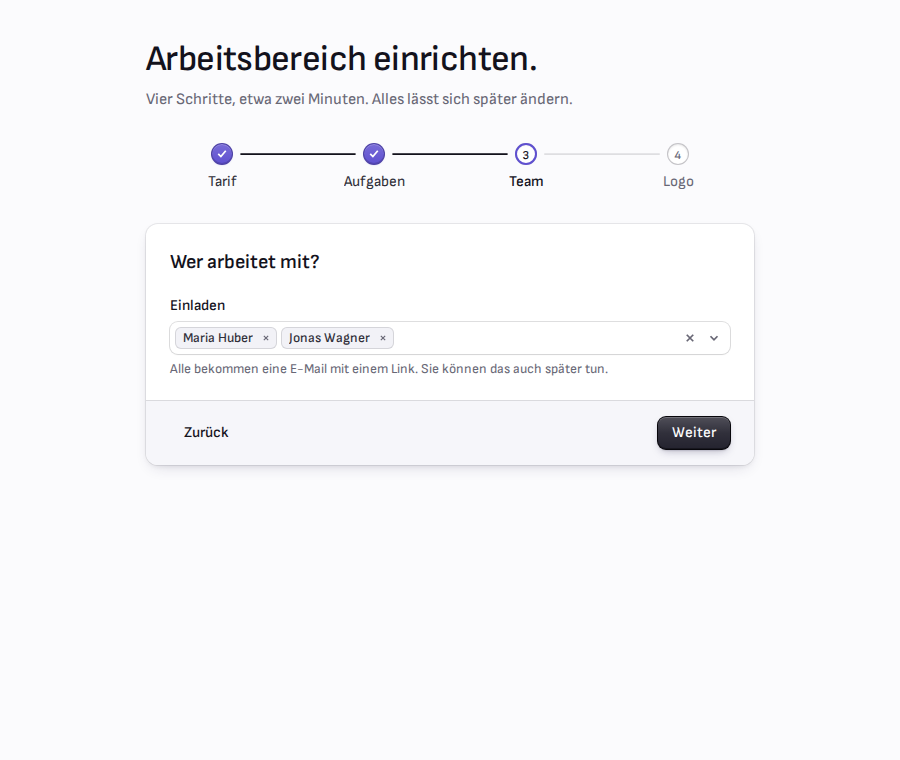 Arbeitsbereich einrichten.
Vier Schritte, etwa zwei Minuten. Alles lässt sich später ändern.
3
4
Tarif
Aufgaben
Team
Logo
Wer arbeitet mit?
Einladen
Maria Huber × Jonas Wagner ×
Alle bekommen eine E-Mail mit einem Link. Sie können das auch später tun.
Zurück
Weiter